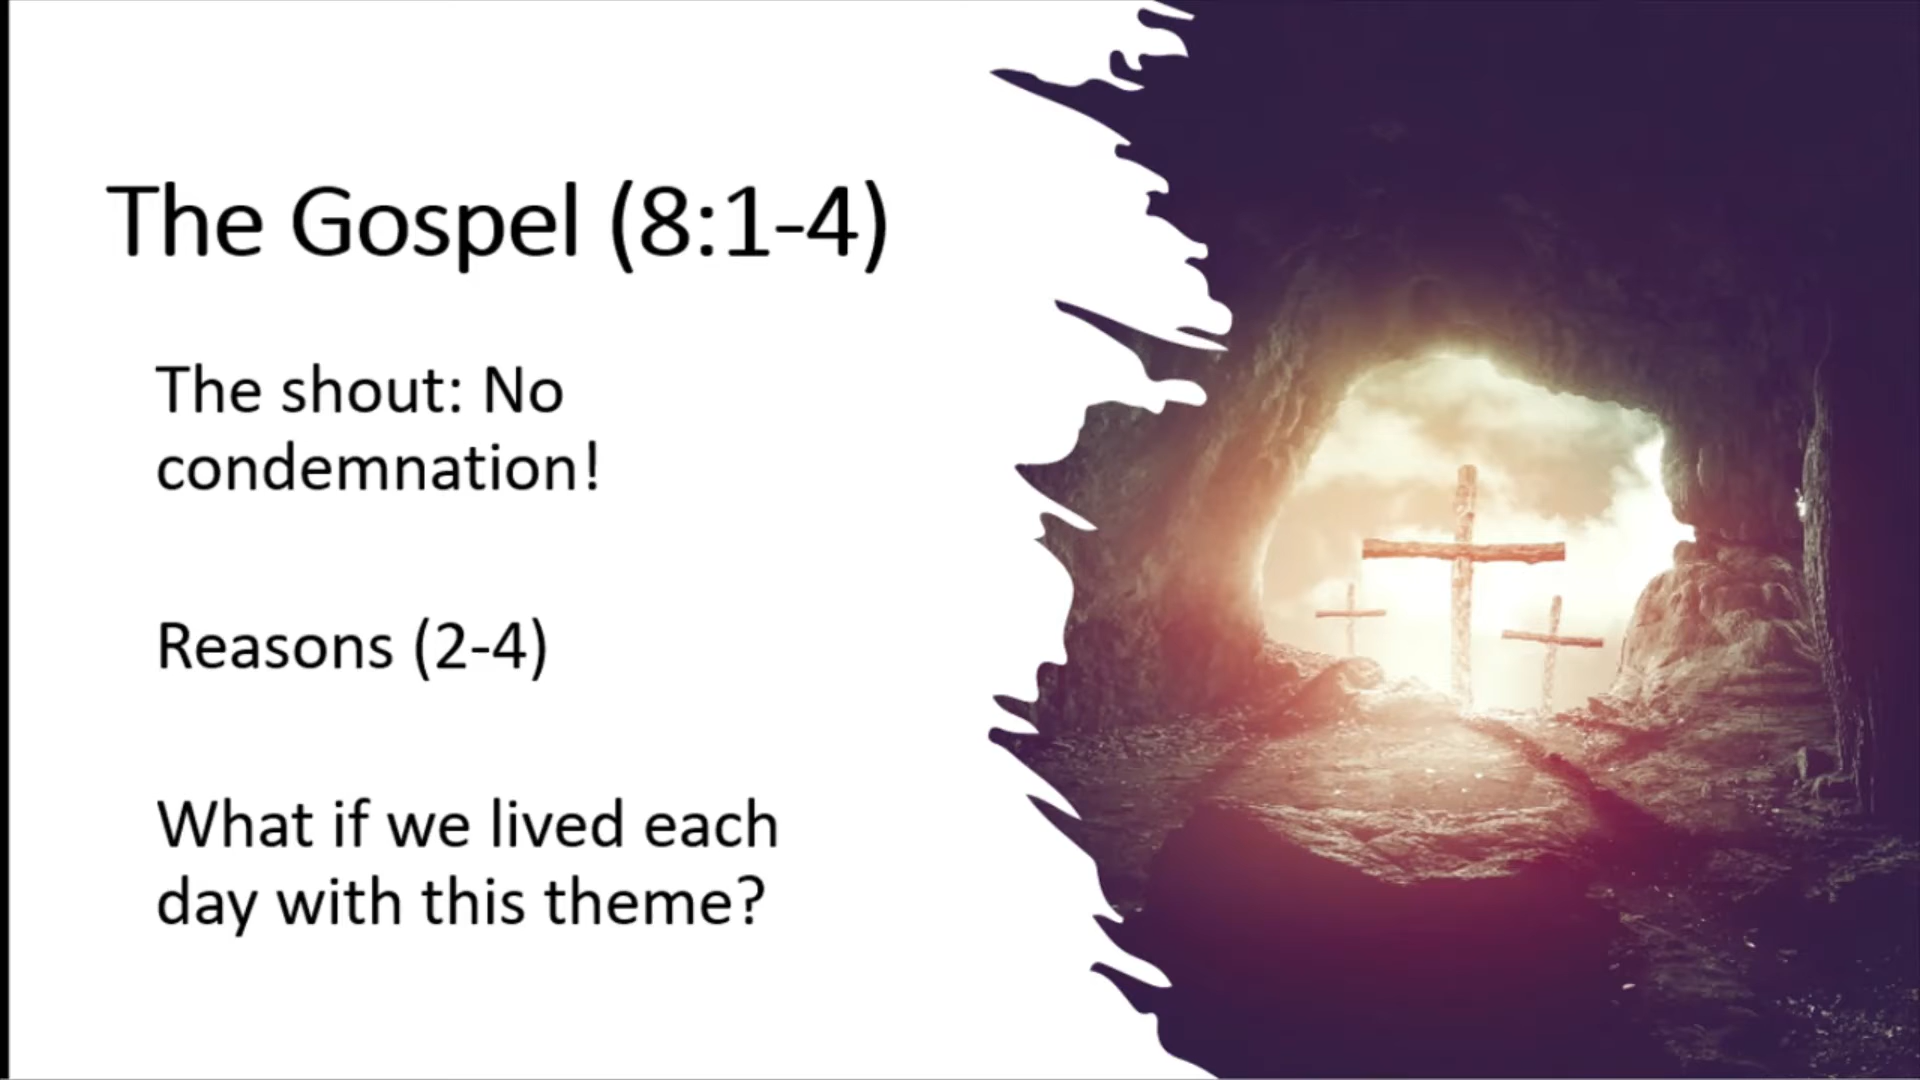 The Gospel (8:1-4)
The shout: No
condemnation!
Reasons (2-4)
What if we lived each
day with this theme?